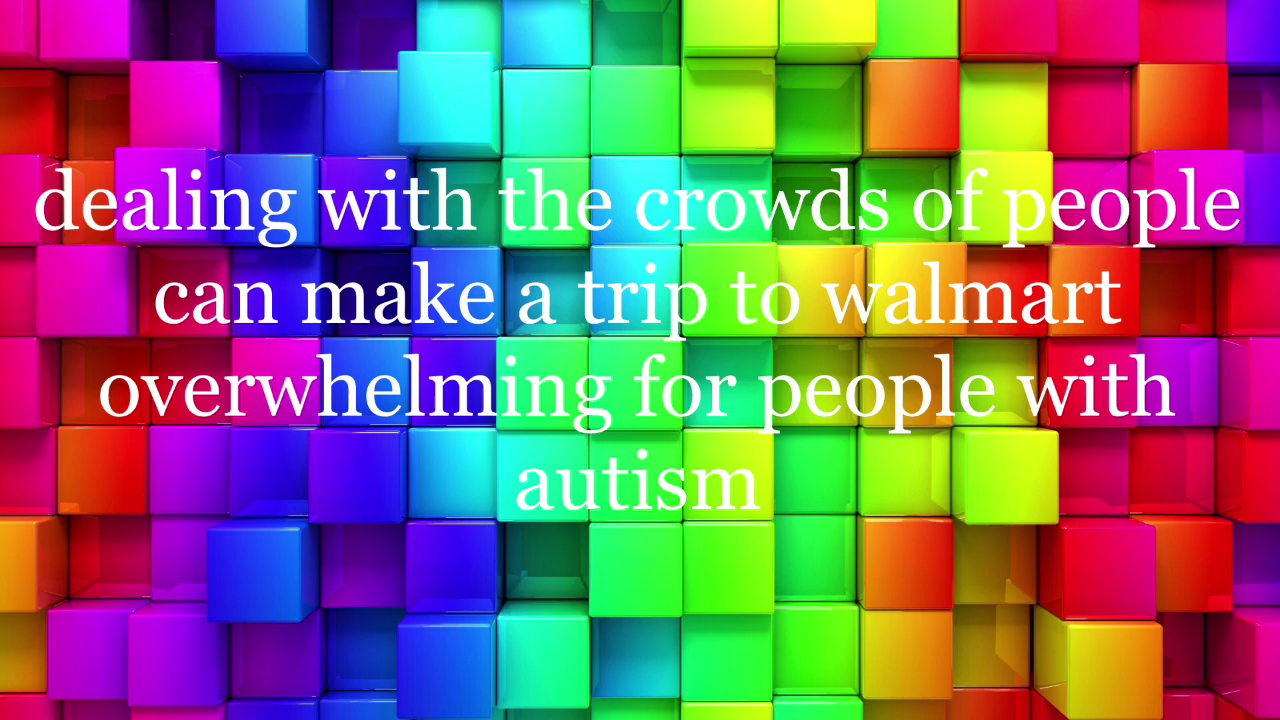 dealing with the crowds of people
can make a trip to walmart
overwhelming for people with
autism